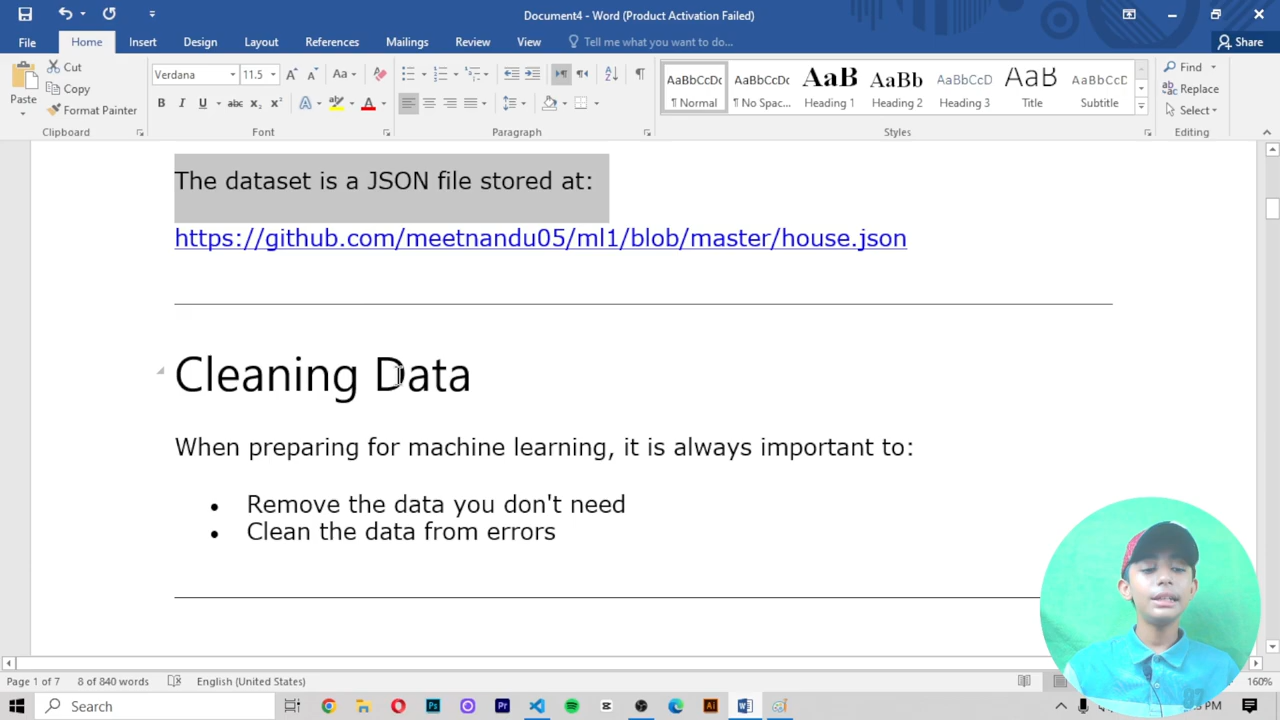 Document4 - Word (Product Activation Failed)
File Home Insert Design Layout References Mailings Review View Tell me what you want to do... Share
Paste Cut Copy Format Painter
Verdana 11.5
AaBbCcDc AaBbCcDc AaB AaBb AaBbCcD AaB AaBbCcD
¶ Normal ¶ No Spac... Heading 1 Heading 2 Heading 3 Title Subtitle
Find Replace Select
Clipboard Font Paragraph Styles Editing
The dataset is a JSON file stored at:
https://github.com/meetnandu05/ml1/blob/master/house.json
Cleaning Data
When preparing for machine learning, it is always important to:
• Remove the data you don't need
• Clean the data from errors
Page 1 of 7 8 of 840 words English (United States) 160%
Search